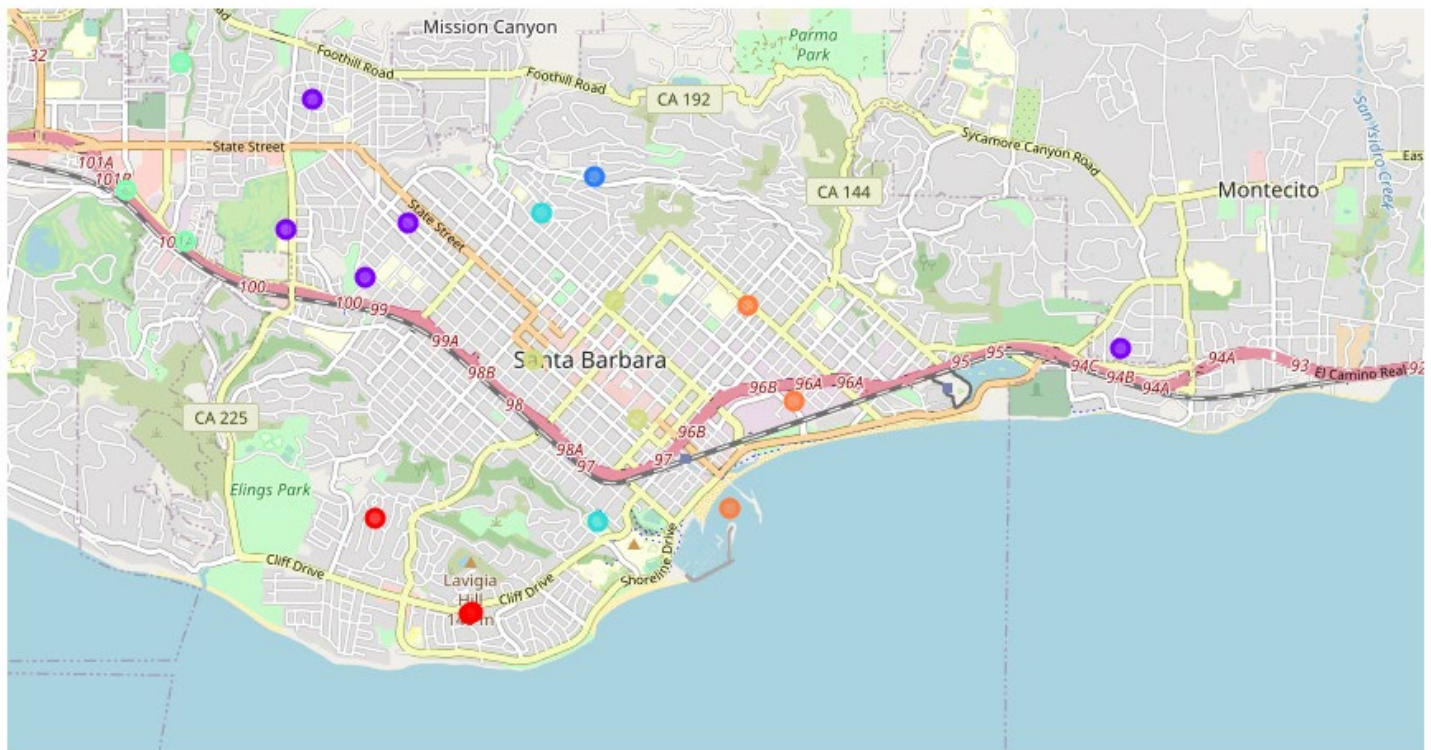 Mission Canyon
Parma
Park
32
Foothill Road
Foothill Road
CA 192
San Ysidro Creek
State Street
Sycamore Canyon Road
Eas
101A
101B
CA 144
Montecito
State Street
101A
100
100
99
99A
98B
Santa Barbara
95
95
94C
94B
94A
94A
93
El Camino Real
92
96B
96A
96A
98
CA 225
96B
98A
97
97
Elings Park
Cliff Drive
Lavigia
Hill
Cliff Drive
Shoreline Drive